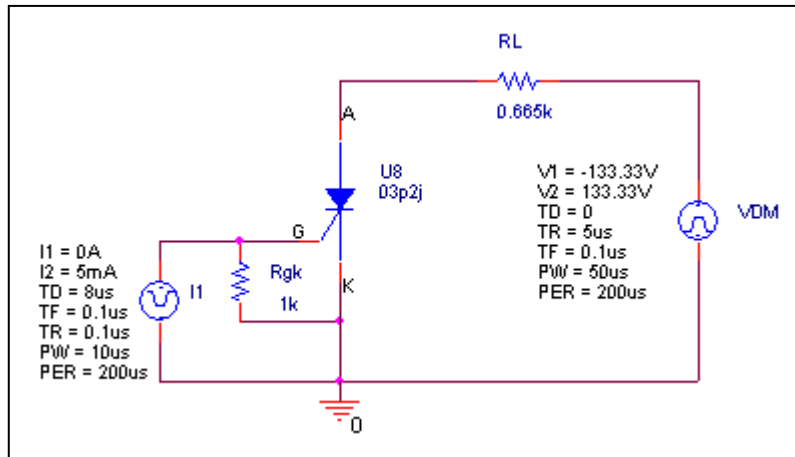 RL
0.665k
A
U8
03p2j
G
K
Rgk
1k
I1
I1 = 0A
I2 = 5mA
TD = 8us
TF = 0.1us
TR = 0.1us
PW = 10us
PER = 200us
V1 = -133.33V
V2 = 133.33V
TD = 0
TR = 5us
TF = 0.1us
PW = 50us
PER = 200us
VDM
0